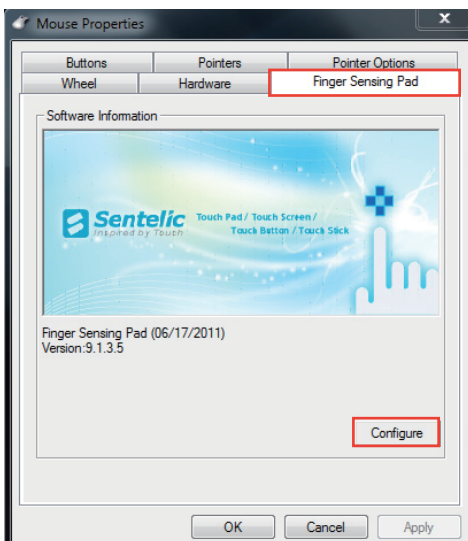 Mouse Properties
x
Buttons
Pointers
Pointer Options
Wheel
Hardware
Finger Sensing Pad
Software Information
Sentelic
Inspired by Touch
Touch Pad / Touch Screen /
Touch Button / Touch Stick
Finger Sensing Pad (06/17/2011)
Version:9.1.3.5
Configure
OK
Cancel
Apply